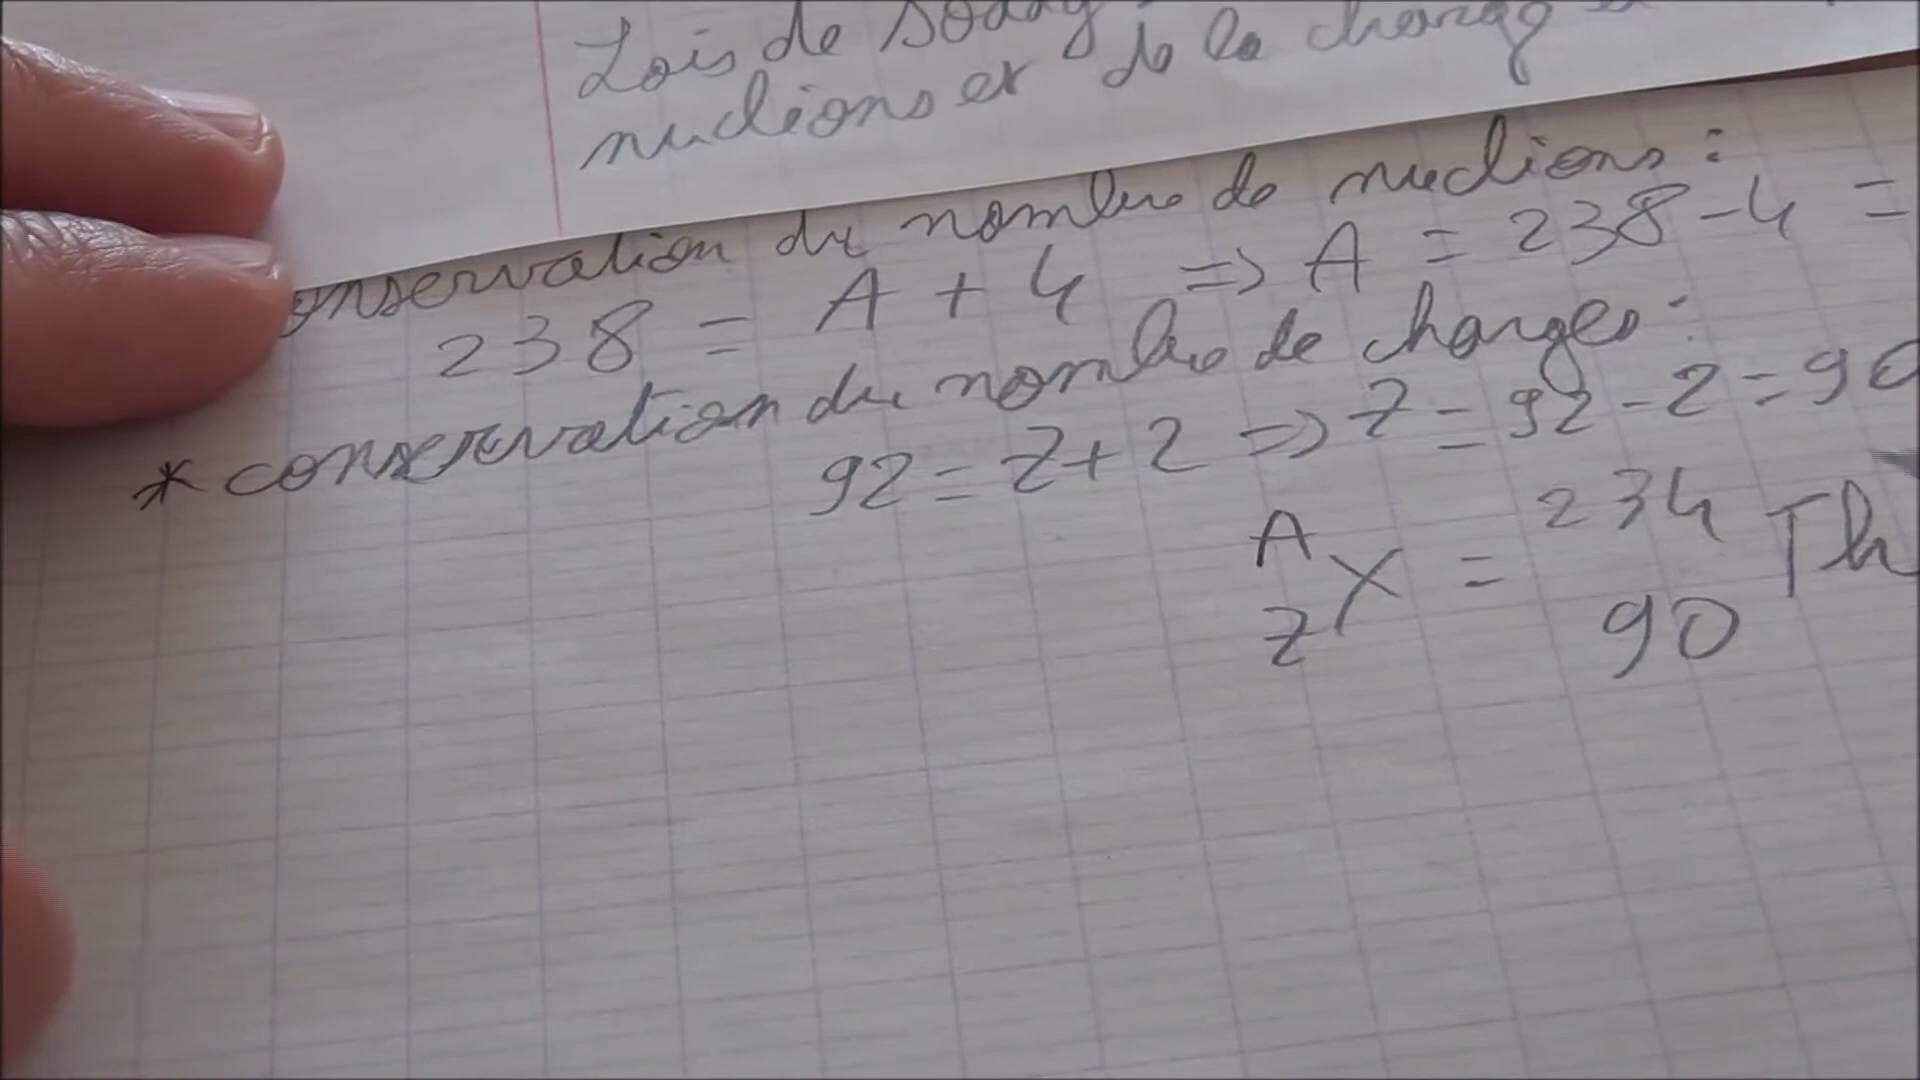 Lois de Soddy
nucléons et de la charge
onservation du nombre de nucléons :
238 = A + 4 => A = 238 - 4 =
* conservation du nombre de charges :
92 = Z + 2 => Z = 92 - 2 = 90
A
Z X = 234
90 Th